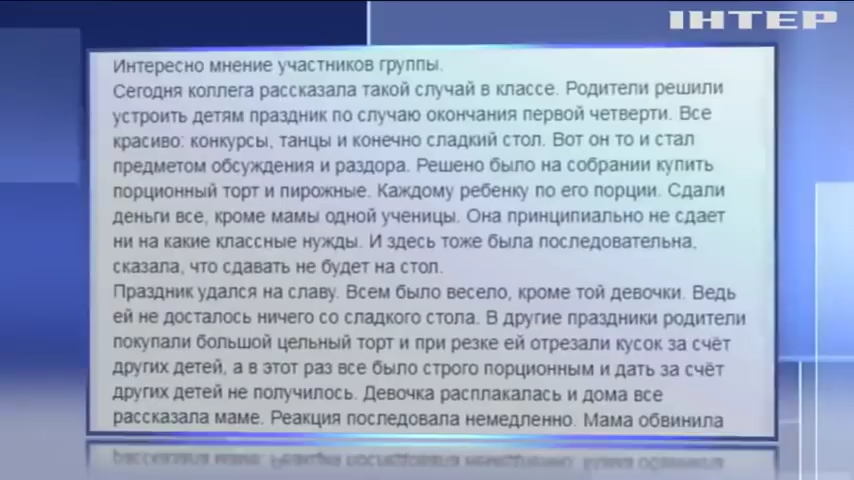 ІНТЕР
Интересно мнение участников группы.
Сегодня коллега рассказала такой случай в классе. Родители решили
устроить детям праздник по случаю окончания первой четверти. Все
красиво: конкурсы, танцы и конечно сладкий стол. Вот он то и стал
предметом обсуждения и раздора. Решено было на собрании купить
порционный торт и пирожные. Каждому ребенку по его порции. Сдали
деньги все, кроме мамы одной ученицы. Она принципиально не сдает
ни на какие классные нужды. И здесь тоже была последовательна,
сказала, что сдавать не будет на стол.
Праздник удался на славу. Всем было весело, кроме той девочки. Ведь
ей не досталось ничего со сладкого стола. В другие праздники родители
покупали большой цельный торт и при резке ей отрезали кусок за счёт
других детей, а в этот раз все было строго порционным и дать за счёт
других детей не получилось. Девочка расплакалась и дома все
рассказала маме. Реакция последовала немедленно. Мама обвинила